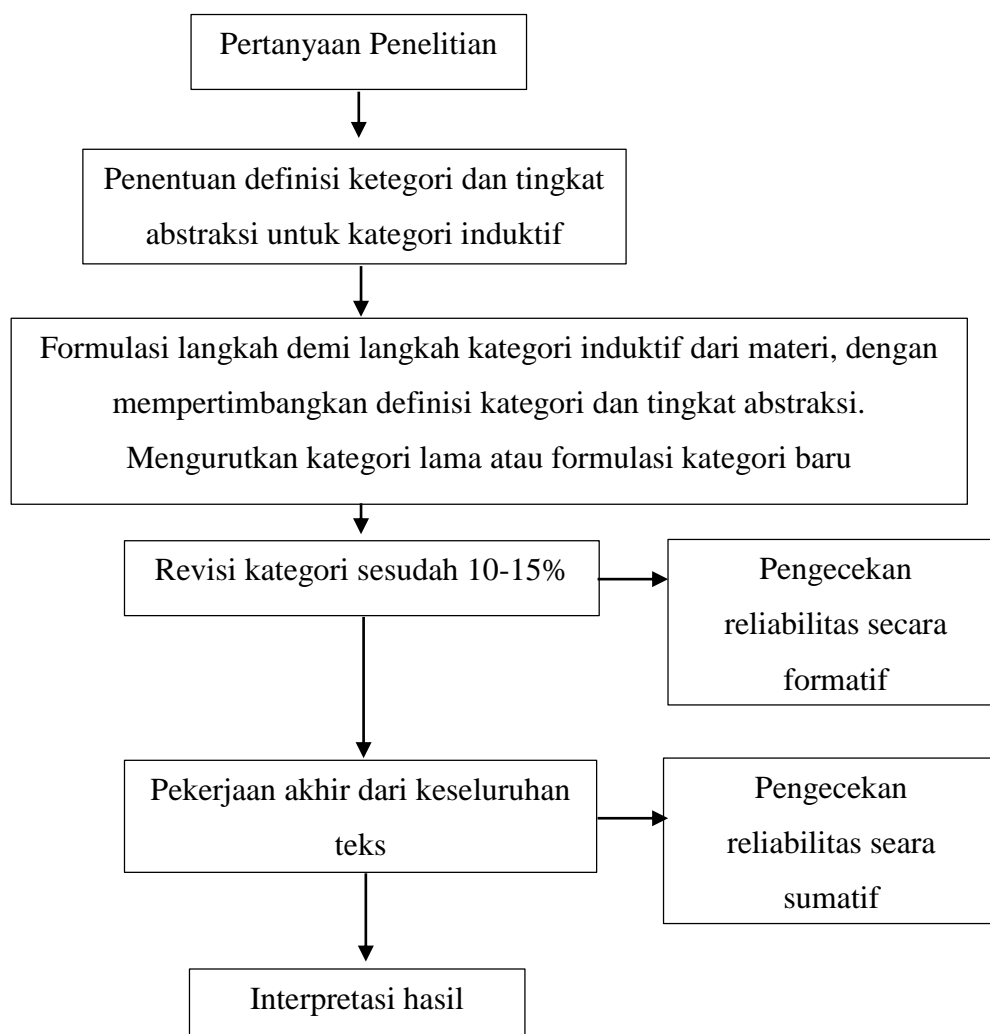 Pertanyaan Penelitian
Penentuan definisi ketegori dan tingkat
abstraksi untuk kategori induktif
Formulasi langkah demi langkah kategori induktif dari materi, dengan
mempertimbangkan definisi kategori dan tingkat abstraksi.
Mengurutkan kategori lama atau formulasi kategori baru
Revisi kategori sesudah 10-15%
Pengecekan
reliabilitas secara
formatif
Pekerjaan akhir dari keseluruhan
teks
Pengecekan
reliabilitas seara
sumatif
Interpretasi hasil